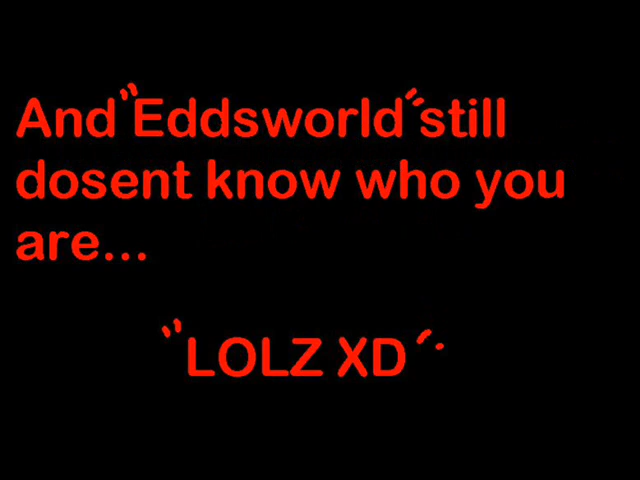 And "Eddsworld" still
dosent know who you
are...
"LOLZ XD"